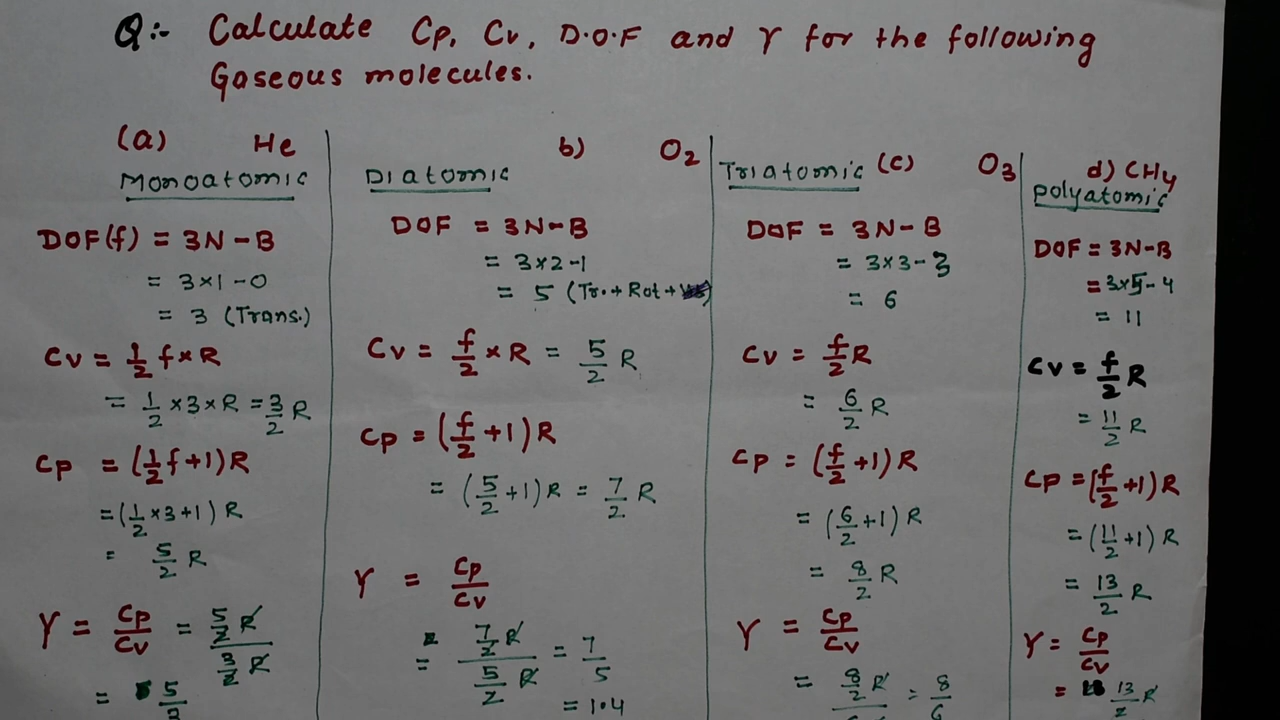 Q:- Calculate Cp, Cv, D.O.F and γ for the following
Gaseous molecules.
(a) He
Monoatomic
DOF(f) = 3N-B
= 3×1-0
= 3 (Trans.)
Cv = 1/2 f×R
= 1/2 ×3×R = 3/2 R
Cp = (1/2 f+1)R
= (1/2 ×3+1) R
= 5/2 R
γ = Cp/Cv = 5/2 R / 3/2 R
= 5/3
b) O2
Diatomic
DOF = 3N-B
= 3×2-1
= 5 (Tr.+Rot+
Cv = f/2 ×R = 5/2 R
Cp = (f/2 +1)R
= (5/2 +1)R = 7/2 R
γ = Cp/Cv
= 7/2 R / 5/2 R = 7/5
= 1.4
(c) O3
Triatomic
DOF = 3N-B
= 3×3-3
= 6
Cv = f/2 R
= 6/2 R
Cp = (f/2 +1)R
= (6/2 +1)R
= 8/2 R
γ = Cp/Cv
= 8/2 R = 8/6
d) CH4
polyatomic
DOF = 3N-B
= 3×5-4
= 11
Cv = f/2 R
= 11/2 R
Cp = (f/2 +1)R
= (11/2 +1) R
= 13/2 R
γ = Cp/Cv
= 13/2 R